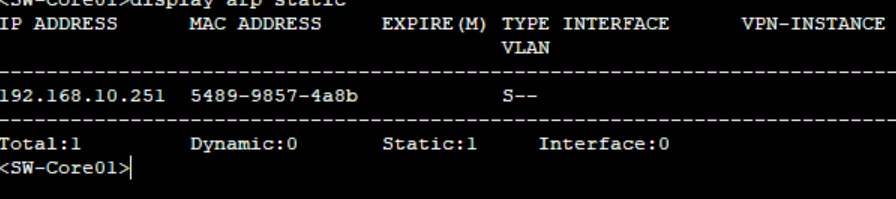 <SW-Core01>display arp static
IP ADDRESS MAC ADDRESS EXPIRE(M) TYPE INTERFACE VPN-INSTANCE
VLAN
--------------------------------------------------------------------------
192.168.10.251 5489-9857-4a8b S--
--------------------------------------------------------------------------
Total:1 Dynamic:0 Static:1 Interface:0
<SW-Core01>